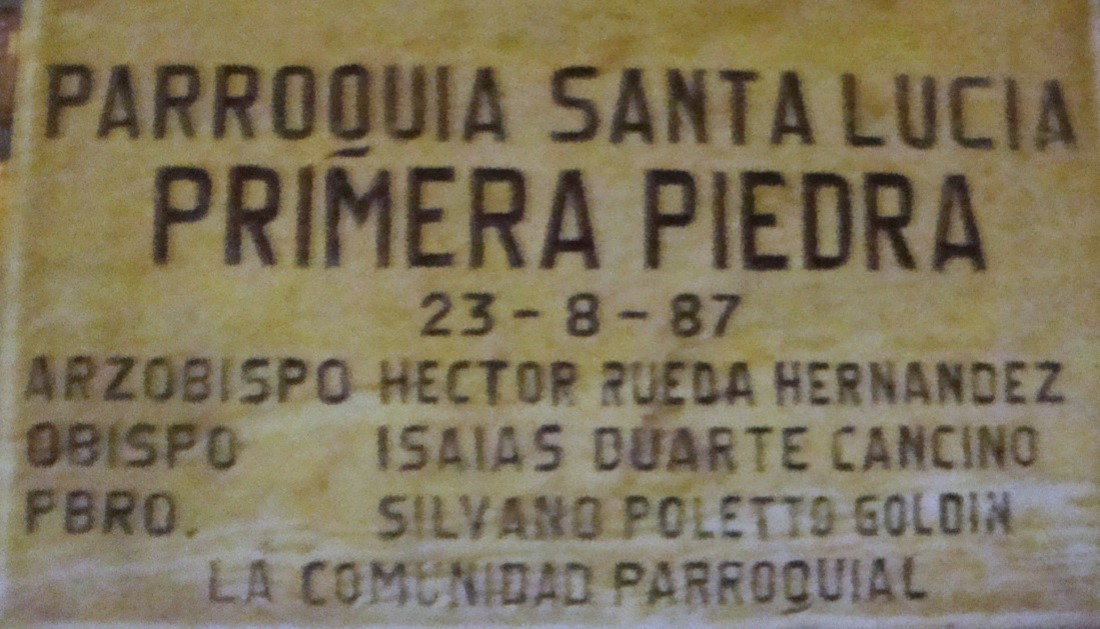 PARROQUIA SANTA LUCIA
PRIMERA PIEDRA
23-8-87
ARZOBISPO HECTOR RUEDA HERNANDEZ
OBISPO ISAIAS DUARTE CANCINO
PBRO. SILVANO POLETTO GOLDIN
LA COMUNIDAD PARROQUIAL